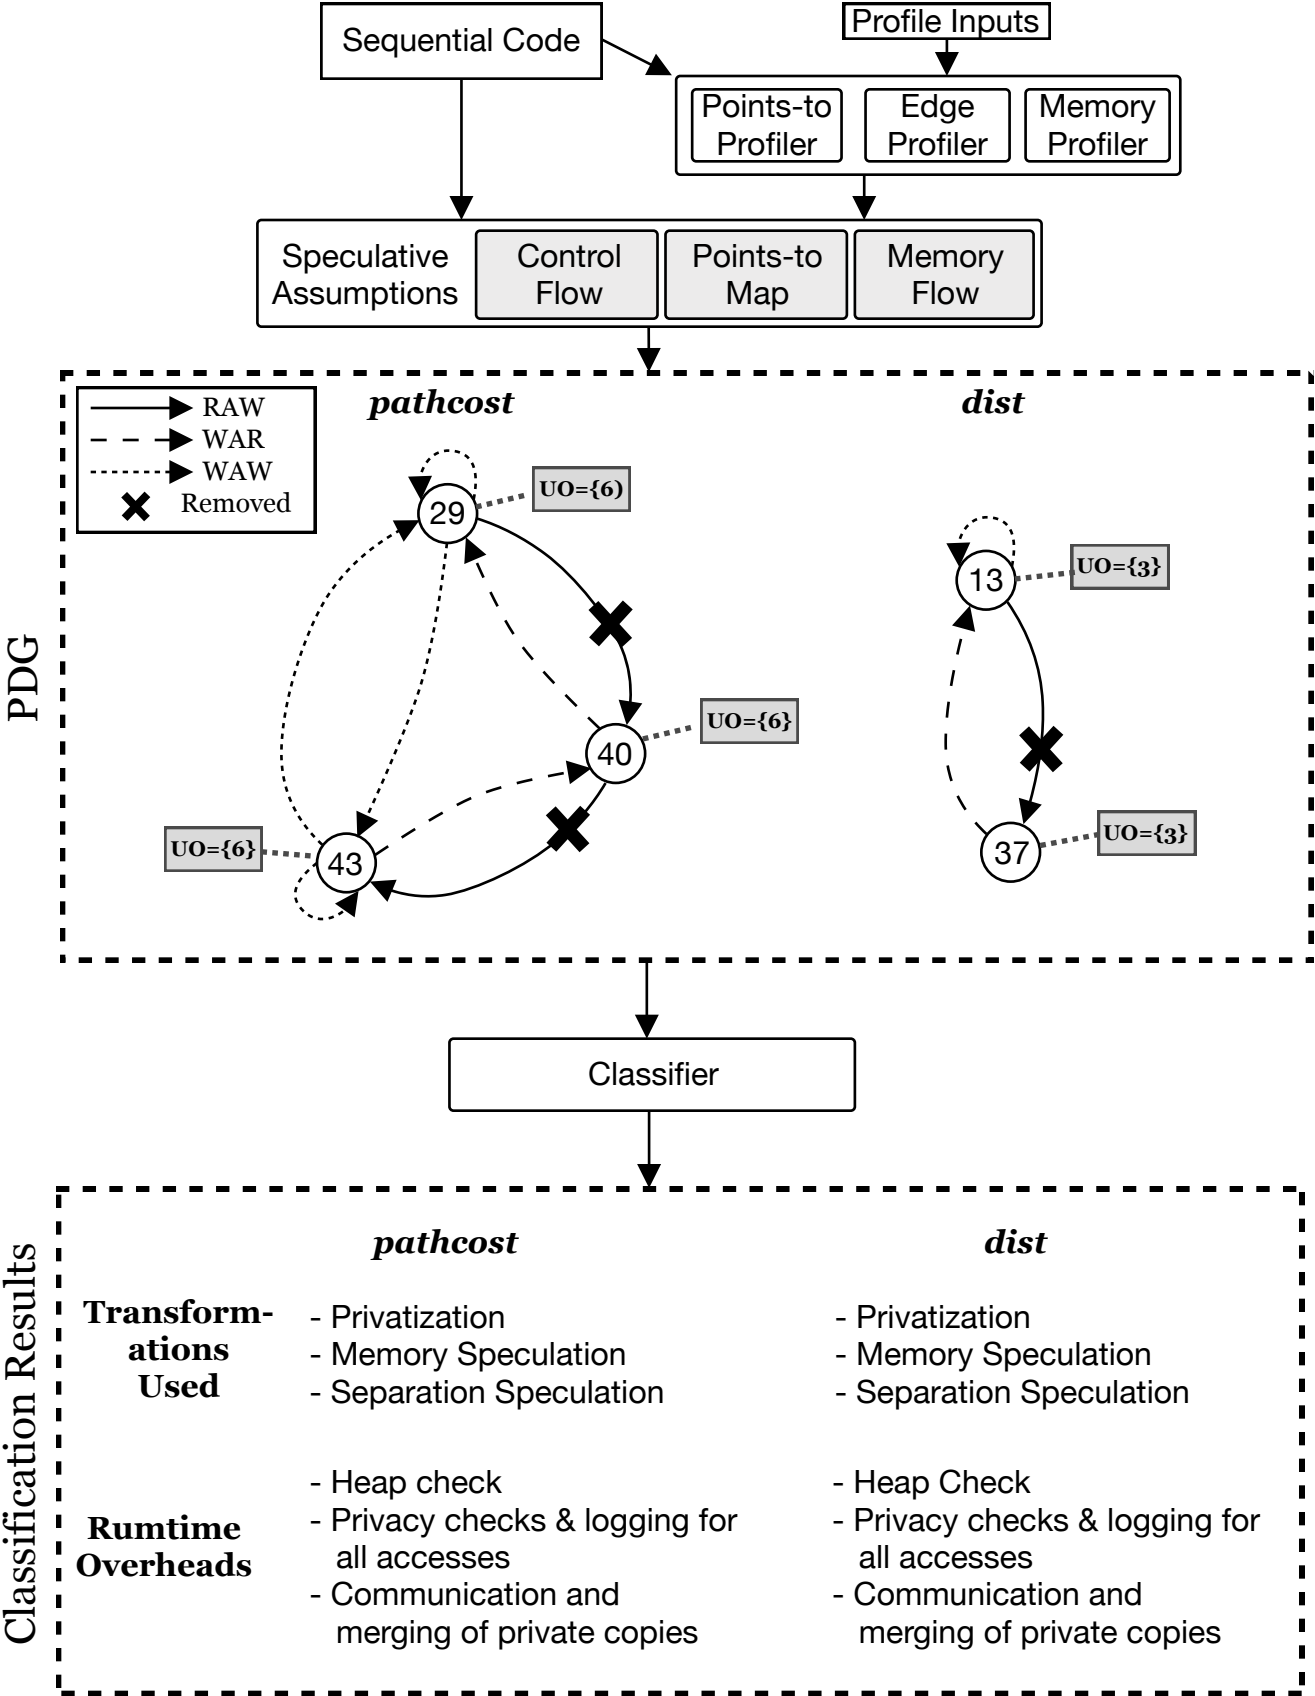 Sequential Code
Profile Inputs
Points-to
Profiler
Edge
Profiler
Memory
Profiler
Speculative
Assumptions
Control
Flow
Points-to
Map
Memory
Flow
PDG
RAW
WAR
WAW
Removed
pathcost
dist
29
UO={6)
13
UO={3}
40
UO={6}
43
UO={6}
37
UO={3}
Classifier
Classification Results
pathcost
dist
Transform-
ations
Used
- Privatization
- Memory Speculation
- Separation Speculation
- Privatization
- Memory Speculation
- Separation Speculation
Rumtime
Overheads
- Heap check
- Privacy checks & logging for
all accesses
- Communication and
merging of private copies
- Heap Check
- Privacy checks & logging for
all accesses
- Communication and
merging of private copies